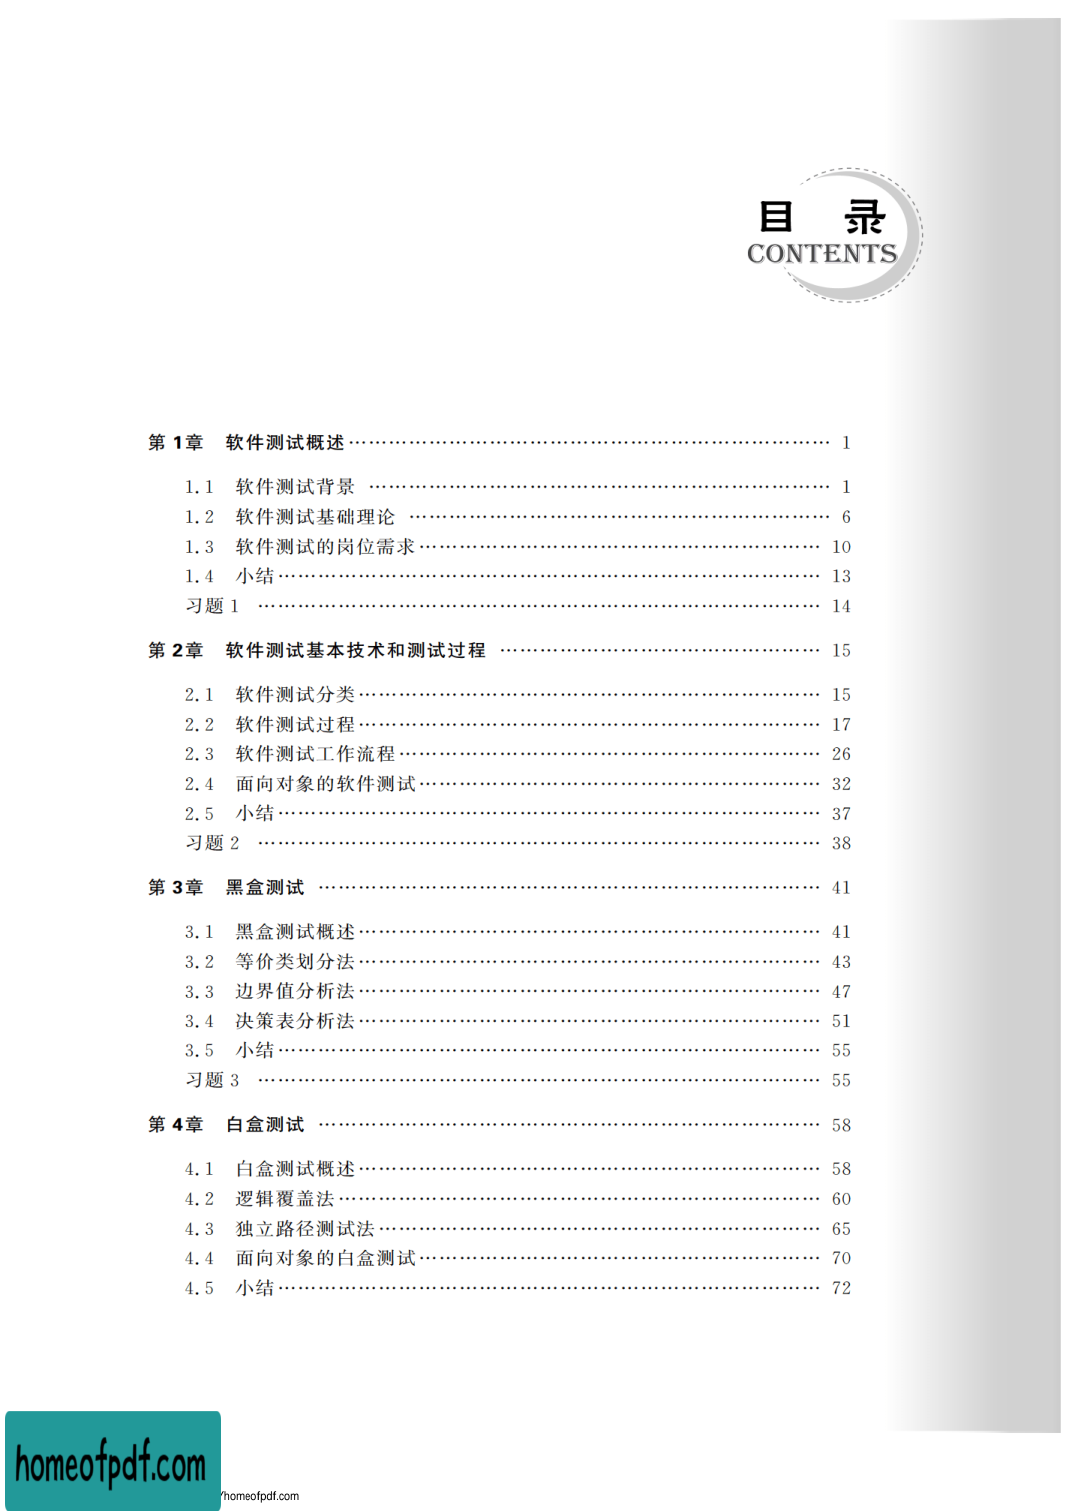 目 录
CONTENTS
第1章 软件测试概述…………………………………………………………………… 1
1.1 软件测试背景 ………………………………………………………………… 1
1.2 软件测试基础理论 …………………………………………………………… 6
1.3 软件测试的岗位需求………………………………………………………… 10
1.4 小结…………………………………………………………………………… 13
习题1 ……………………………………………………………………………… 14
第2章 软件测试基本技术和测试过程 …………………………………………… 15
2.1 软件测试分类………………………………………………………………… 15
2.2 软件测试过程………………………………………………………………… 17
2.3 软件测试工作流程…………………………………………………………… 26
2.4 面向对象的软件测试………………………………………………………… 32
2.5 小结…………………………………………………………………………… 37
习题2 ……………………………………………………………………………… 38
第3章 黑盒测试 ……………………………………………………………………… 41
3.1 黑盒测试概述………………………………………………………………… 41
3.2 等价类划分法………………………………………………………………… 43
3.3 边界值分析法………………………………………………………………… 47
3.4 决策表分析法………………………………………………………………… 51
3.5 小结…………………………………………………………………………… 55
习题3 ……………………………………………………………………………… 55
第4章 白盒测试 ……………………………………………………………………… 58
4.1 白盒测试概述………………………………………………………………… 58
4.2 逻辑覆盖法…………………………………………………………………… 60
4.3 独立路径测试法……………………………………………………………… 65
4.4 面向对象的白盒测试………………………………………………………… 70
4.5 小结…………………………………………………………………………… 72
homeofpdf.com
/homeofpdf.com